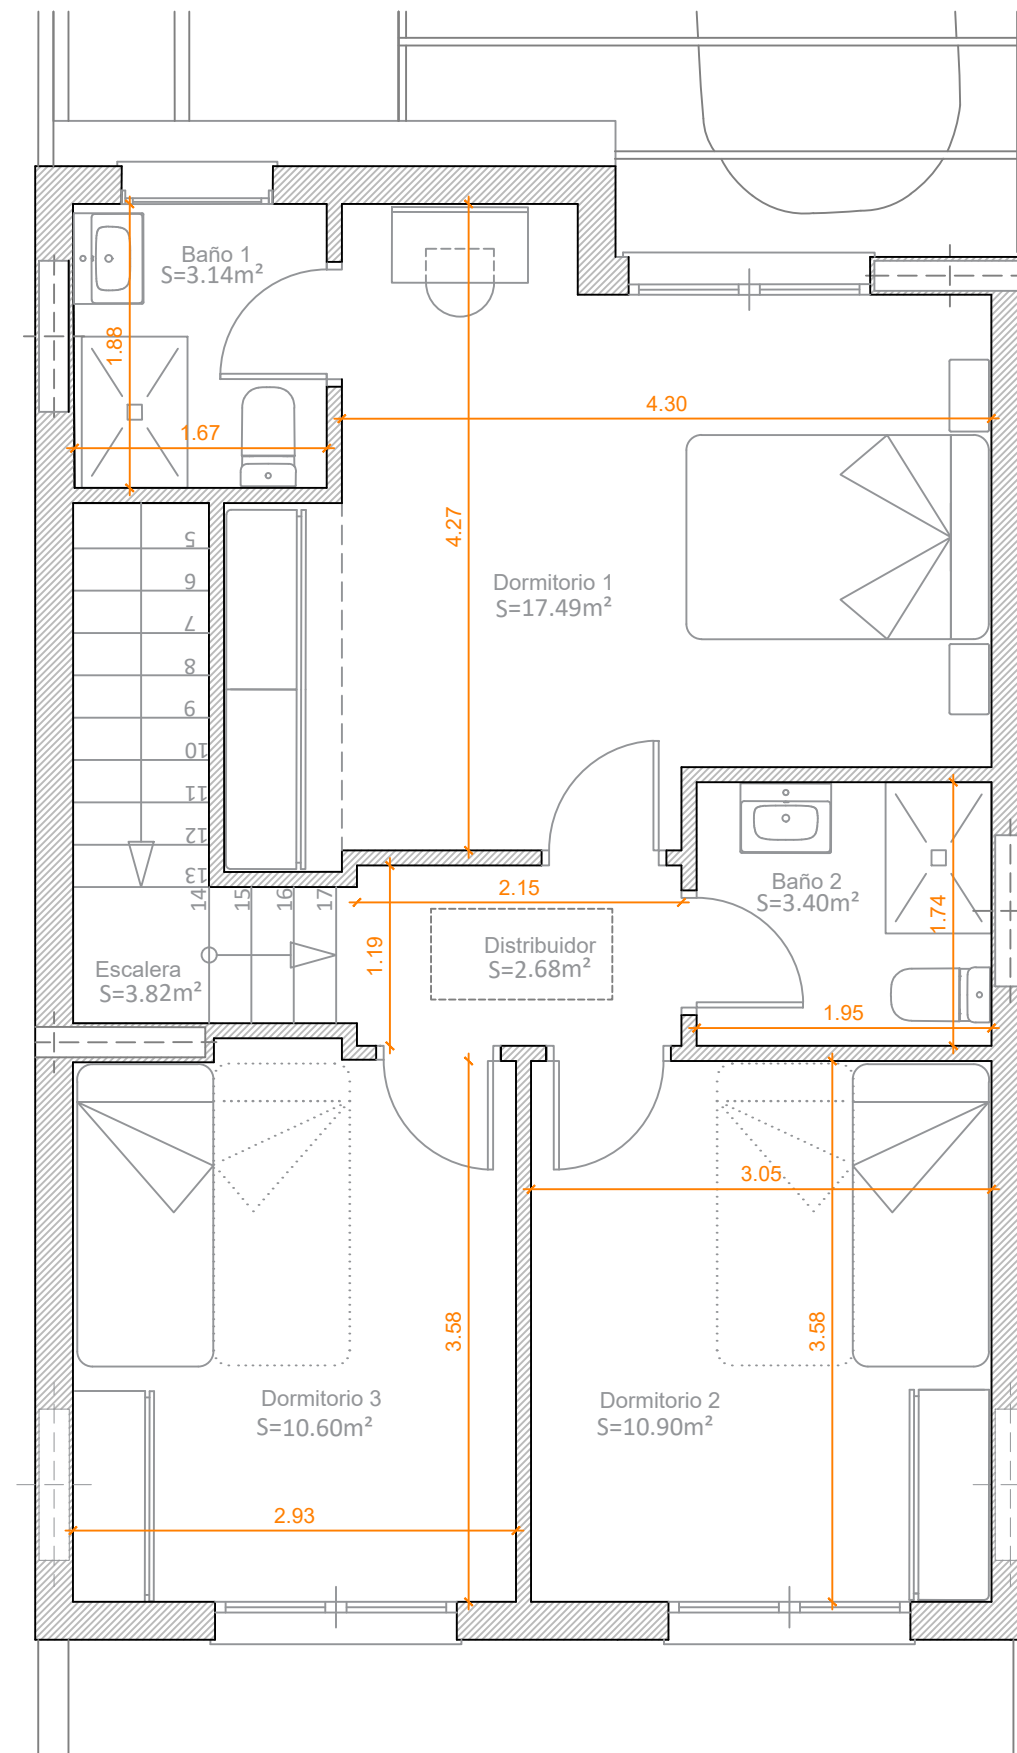 Baño 1
S=3.14m²
1.88
1.67
4.30
4.27
Dormitorio 1
S=17.49m²
5
6
7
8
9
10
11
12
13
14
15
16
17
2.15
Baño 2
S=3.40m²
1.74
1.19
Distribuidor
S=2.68m²
Escalera
S=3.82m²
1.95
3.05
3.58
3.58
Dormitorio 3
S=10.60m²
Dormitorio 2
S=10.90m²
2.93